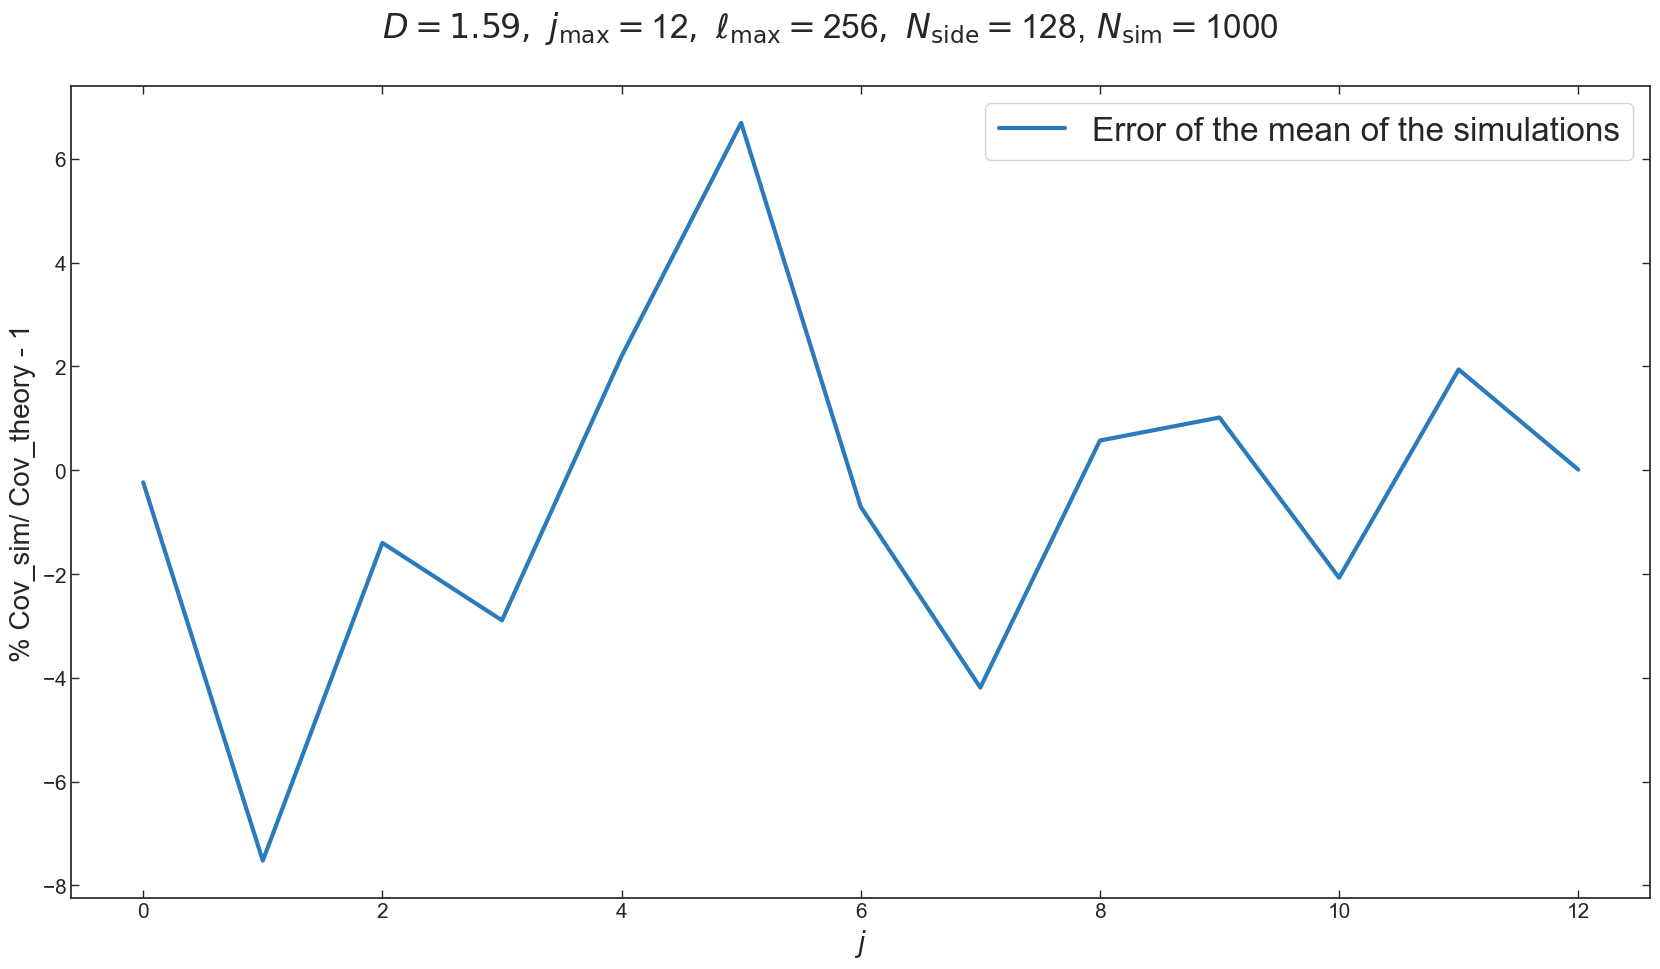 D = 1.59, j_max = 12, ℓ_max = 256, N_side = 128, N_sim = 1000
Error of the mean of the simulations
% Cov_sim/ Cov_theory - 1
6
4
2
0
−2
−4
−6
−8
0 2 4 6 8 10 12
j